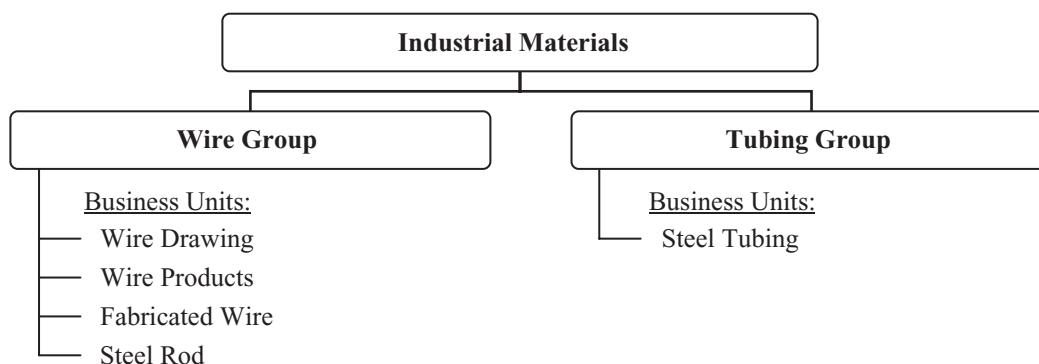 Industrial Materials
Wire Group
Tubing Group
Business Units:
Wire Drawing
Wire Products
Fabricated Wire
Steel Rod
Business Units:
Steel Tubing